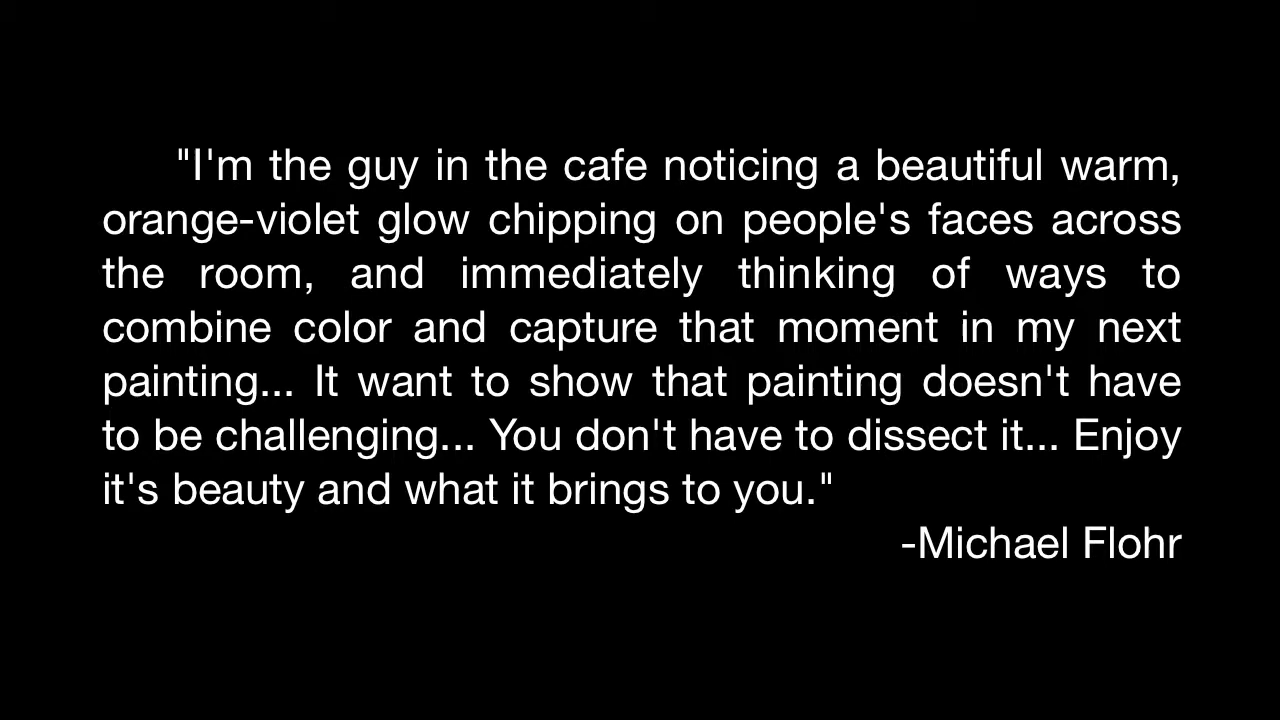 "I'm the guy in the cafe noticing a beautiful warm,
orange-violet glow chipping on people's faces across
the room, and immediately thinking of ways to
combine color and capture that moment in my next
painting... It want to show that painting doesn't have
to be challenging... You don't have to dissect it... Enjoy
it's beauty and what it brings to you."
-Michael Flohr